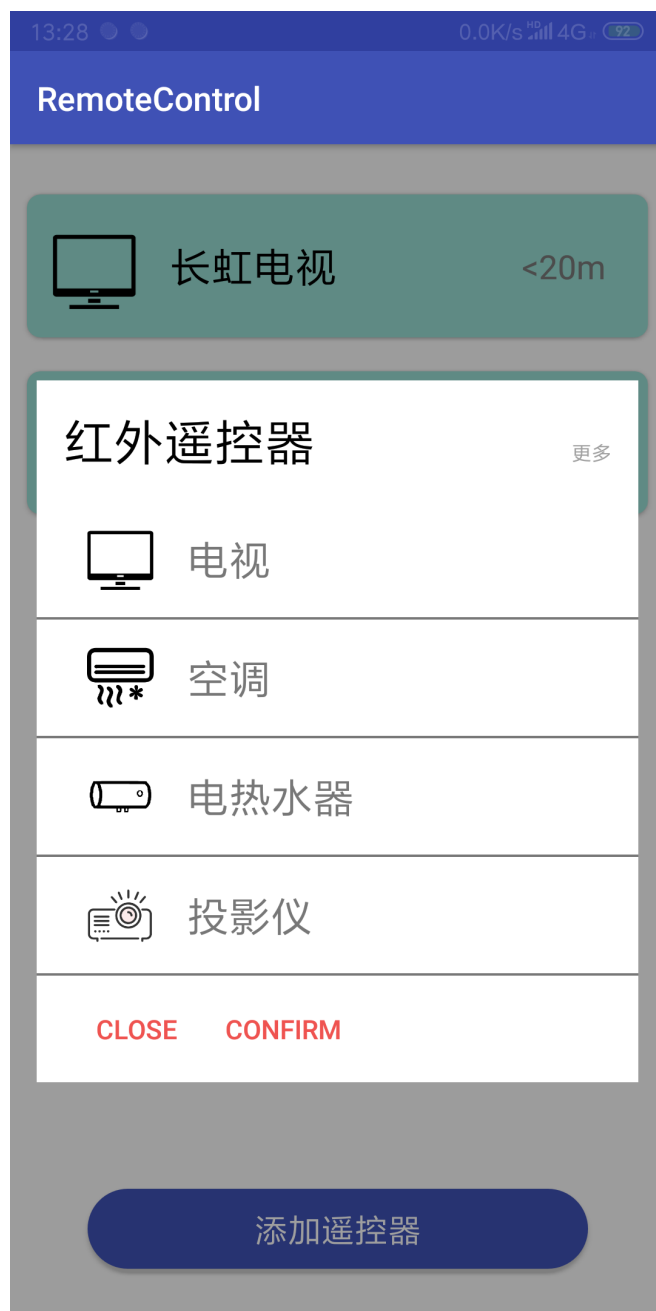 13:28 0.0K/s HD 4G 92
RemoteControl
长虹电视 <20m
红外遥控器 更多
电视
空调
电热水器
投影仪
CLOSE CONFIRM
添加遥控器